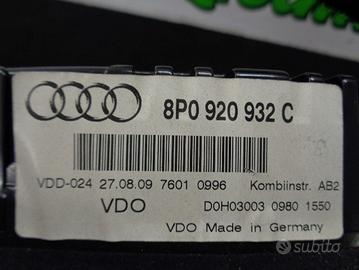 8P0 920 932 C
VDD-024 27.08.09 7601 0996 Kombiinstr. AB2
VDO D0H03003 0980 1550
VDO Made in Germany
subito